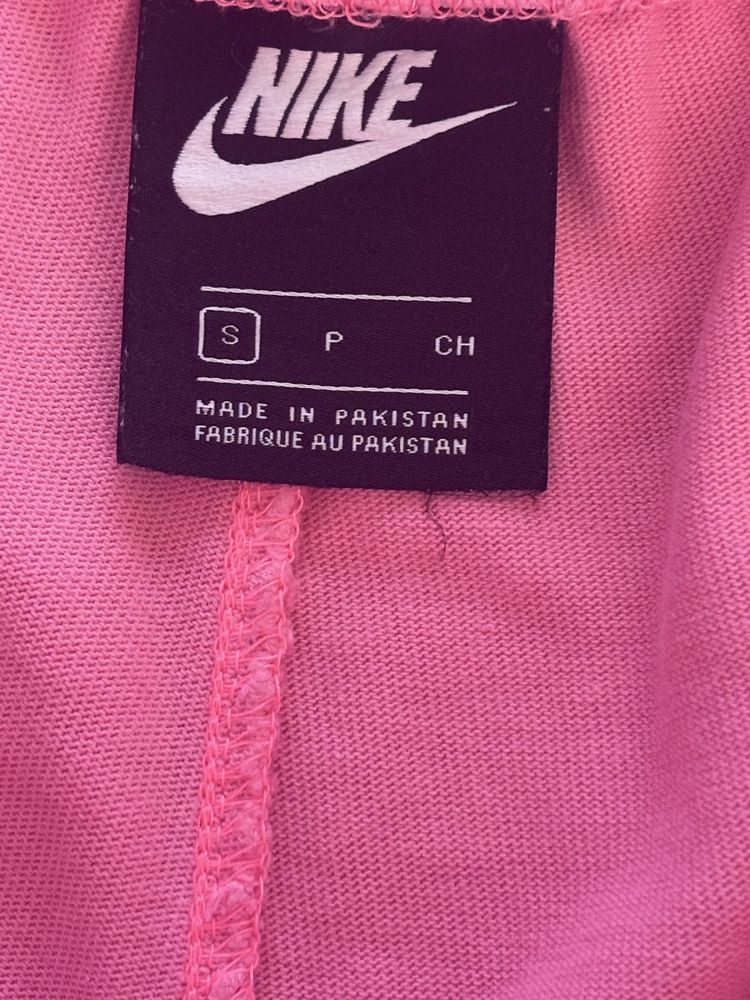 NIKE
S P CH
MADE IN PAKISTAN
FABRIQUE AU PAKISTAN